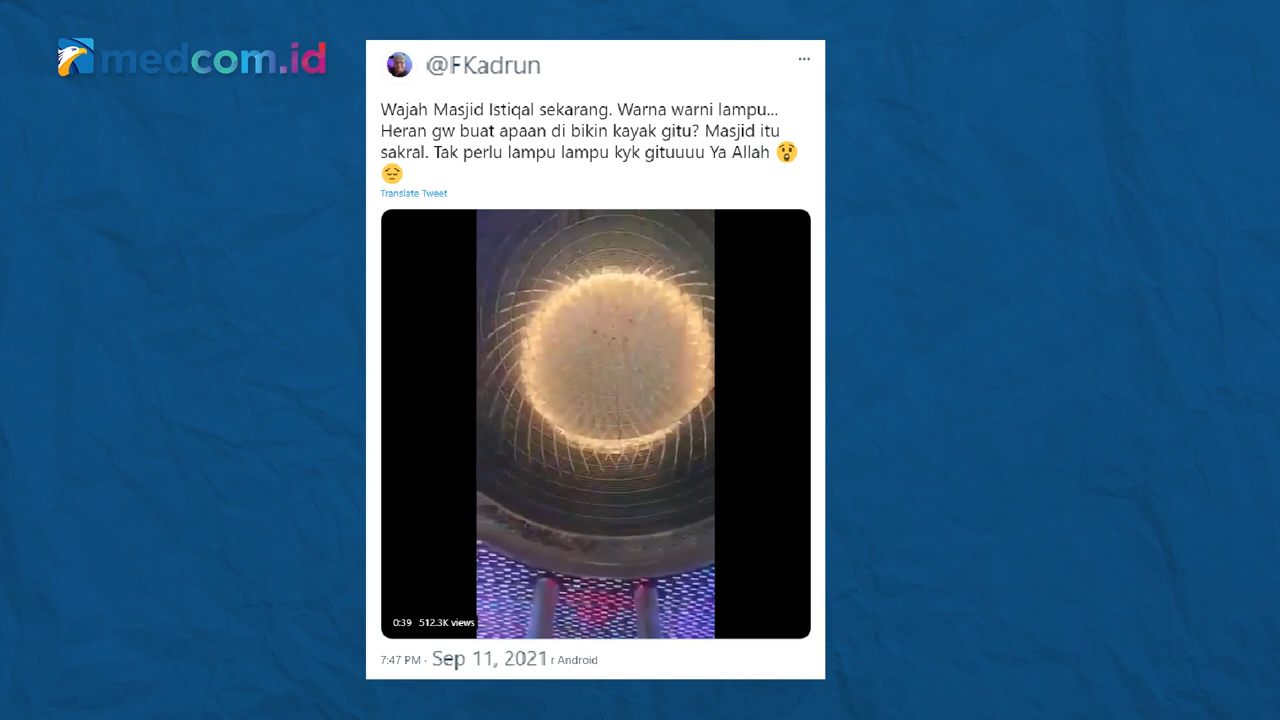 medcom.id
@FKadrun
Wajah Masjid Istiqal sekarang. Warna warni lampu...
Heran gw buat apaan di bikin kayak gitu? Masjid itu
sakral. Tak perlu lampu lampu kyk gituuuu Ya Allah 😲
😔
Translate Tweet
0:39 512.3K views
7:47 PM · Sep 11, 2021 r Android